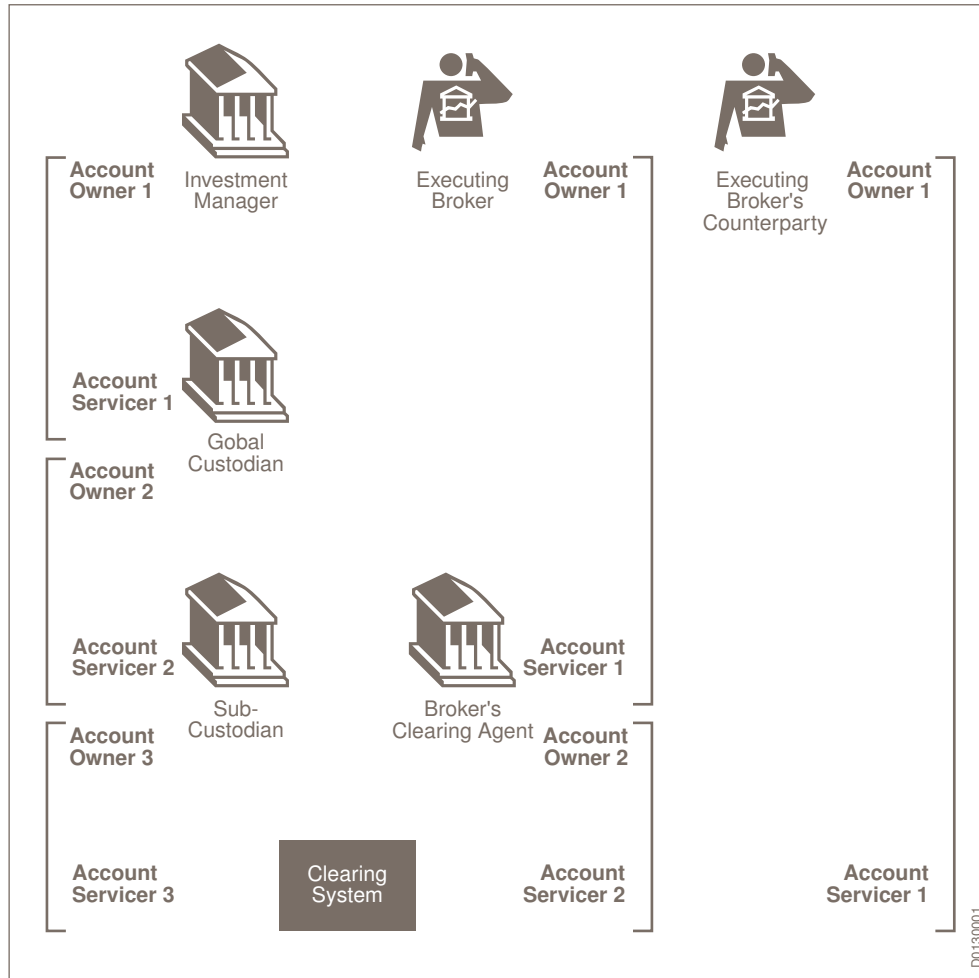 Account
Owner 1
Investment
Manager
Executing
Broker
Account
Owner 1
Executing
Broker's
Counterparty
Account
Owner 1
Account
Servicer 1
Gobal
Custodian
Account
Owner 2
Account
Servicer 2
Sub-
Custodian
Broker's
Clearing Agent
Account
Servicer 1
Account
Owner 3
Account
Owner 2
Account
Servicer 3
Clearing
System
Account
Servicer 2
Account
Servicer 1
D0130001